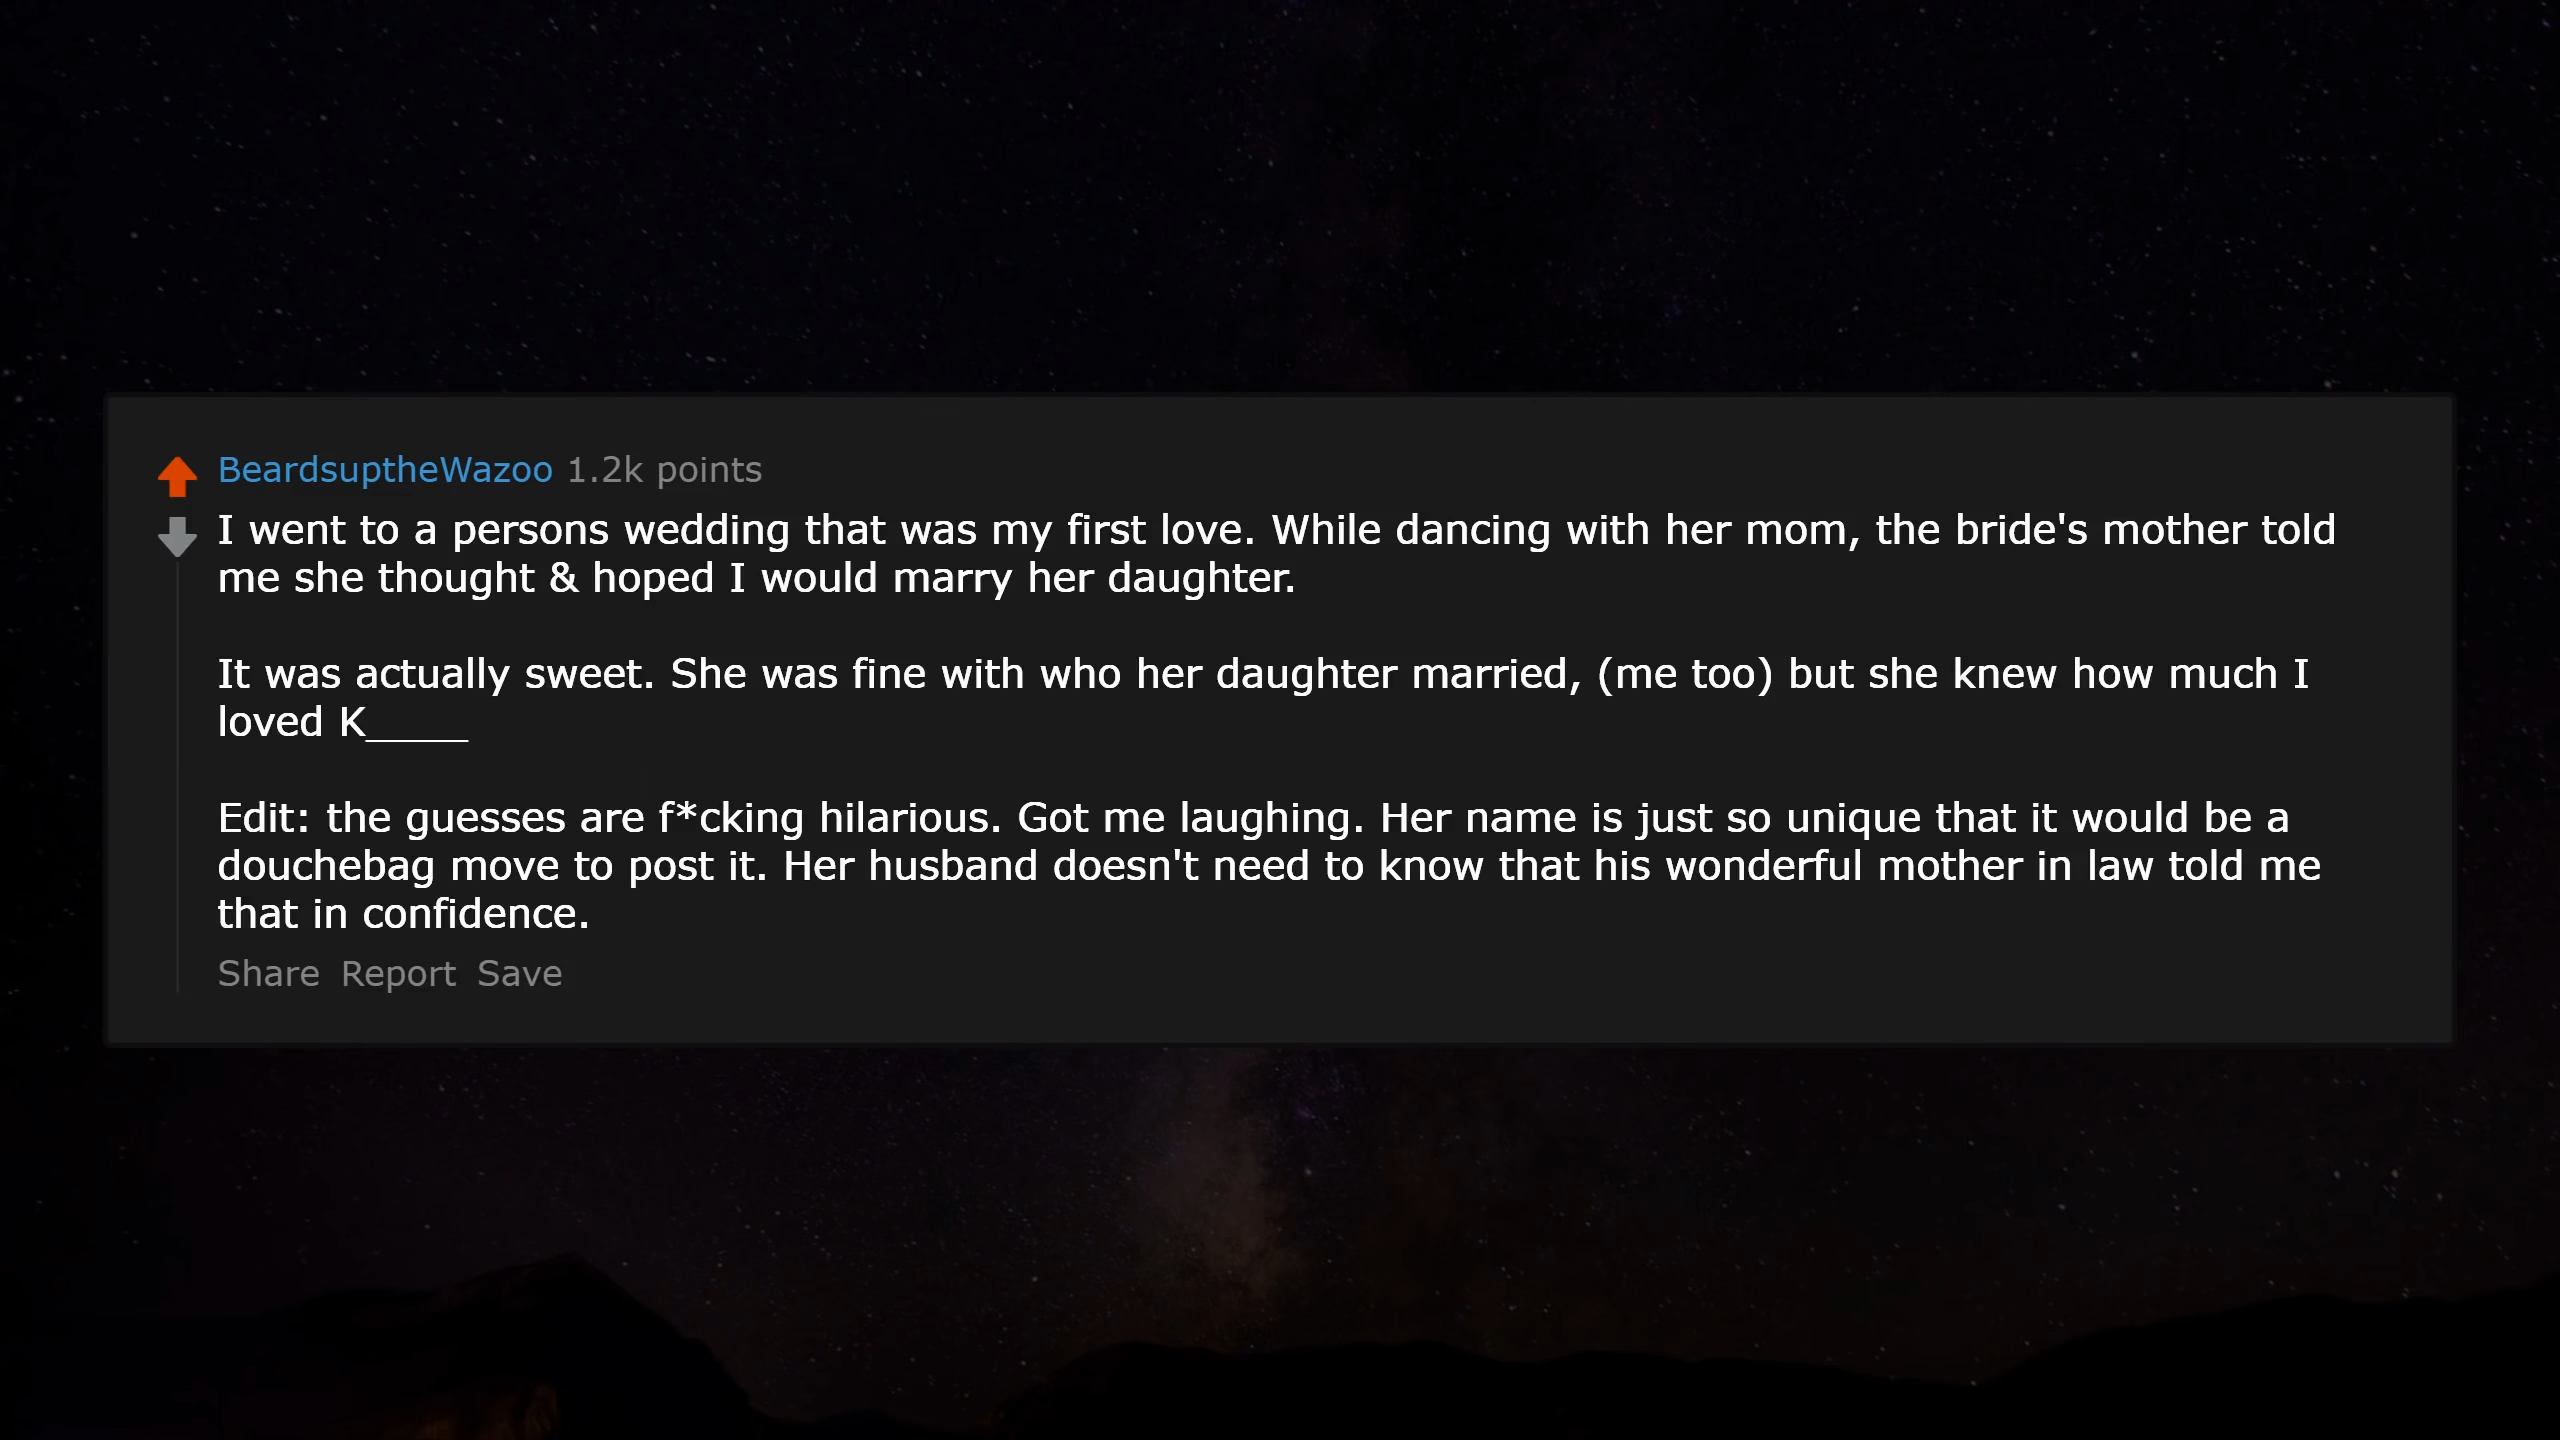 BeardsuptheWazoo 1.2k points
I went to a persons wedding that was my first love. While dancing with her mom, the bride's mother told
me she thought & hoped I would marry her daughter.
It was actually sweet. She was fine with who her daughter married, (me too) but she knew how much I
loved K_____
Edit: the guesses are f*cking hilarious. Got me laughing. Her name is just so unique that it would be a
douchebag move to post it. Her husband doesn't need to know that his wonderful mother in law told me
that in confidence.
Share Report Save